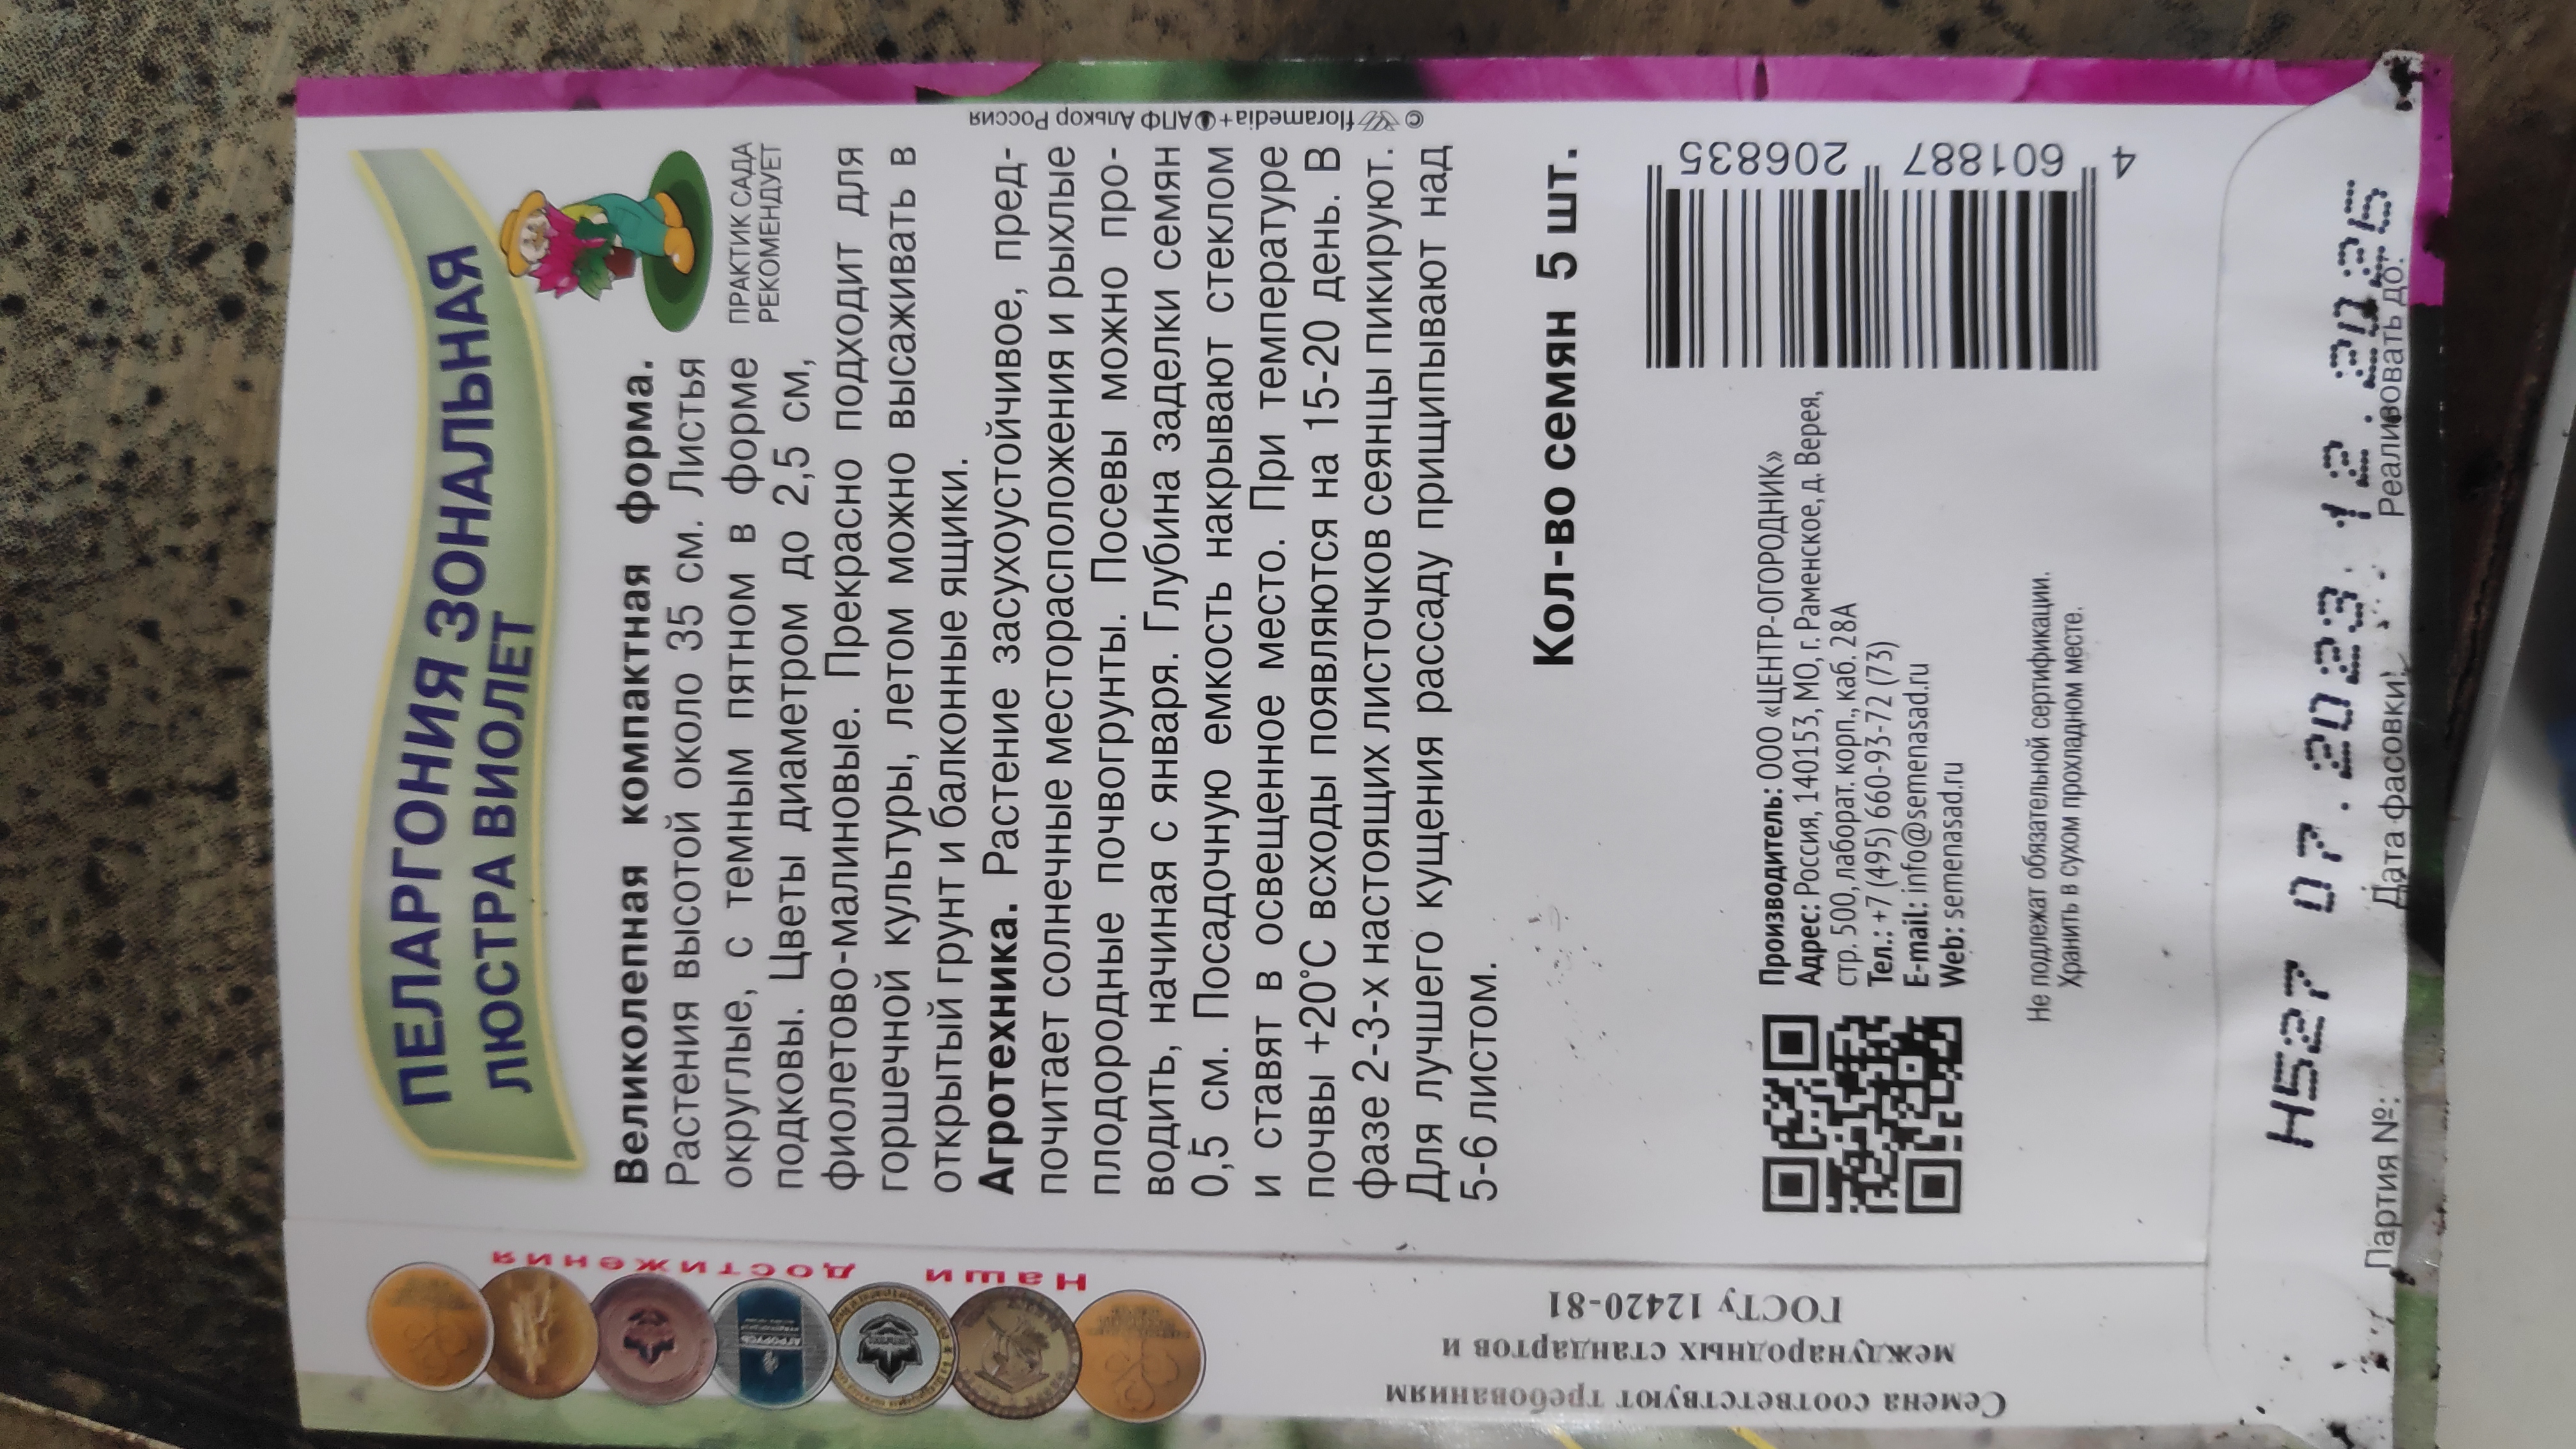 ПЕЛАРГОНИЯ ЗОНАЛЬНАЯ
ЛЮСТРА ВИОЛЕТ
ПРАКТИК САДА
РЕКОМЕНДУЕТ
Великолепная компактная форма.
Растения высотой около 35 см. Листья
округлые, с темным пятном в форме
подковы. Цветы диаметром до 2,5 см,
фиолетово-малиновые. Прекрасно подходит для
горшечной культуры, летом можно высаживать в
открытый грунт и балконные ящики.
Агротехника. Растение засухоустойчивое, пред-
почитает солнечные месторасположения и рыхлые
плодородные почвогрунты. Посевы можно про-
водить, начиная с января. Глубина заделки семян
0,5 см. Посадочную емкость накрывают стеклом
и ставят в освещенное место. При температуре
почвы +20°С всходы появляются на 15-20 день. В
фазе 2-3-х настоящих листочков сеянцы пикируют.
Для лучшего кущения рассаду прищипывают над
5-6 листом.
Кол-во семян 5 шт.
Производитель: ООО «ЦЕНТР-ОГОРОДНИК»
Адрес: Россия, 140153, МО, г. Раменское, д. Верея,
стр. 500, лаборат. корп., каб. 28А
Тел.: +7 (495) 660-93-72 (73)
E-mail: info@semenasad.ru
Web: semenasad.ru
Не подлежат обязательной сертификации.
Хранить в сухом прохладном месте.
4 601887 206835
Н527 07.2023 12.2025
Партия №: Дата фасовки: Реализовать до:
© floramedia+АПФ Алькор Россия
Наши достижения
АГРОРУСЬ
Семена соответствуют требованиям
международных стандартов и
ГОСТу 12420-81